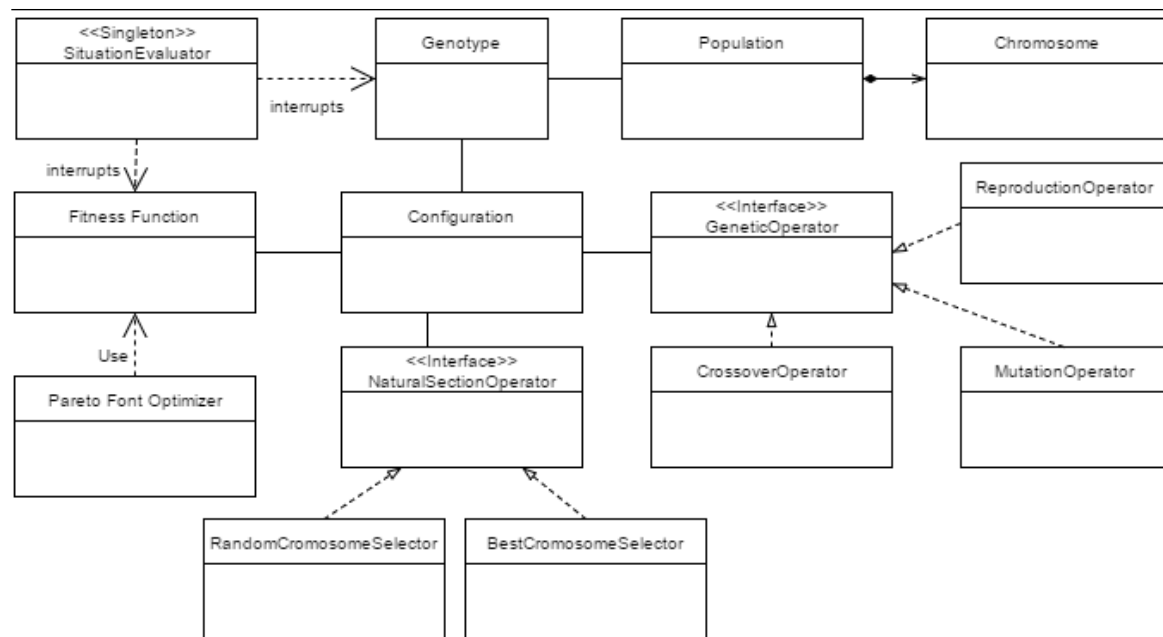 <<Singleton>>
SituationEvaluator
Genotype
Population
Chromosome
interrupts
interrupts
Fitness Function
Configuration
<<Interface>>
GeneticOperator
ReproductionOperator
Use
Pareto Font Optimizer
<<Interface>>
NaturalSectionOperator
CrossoverOperator
MutationOperator
RandomCromosomeSelector
BestCromosomeSelector